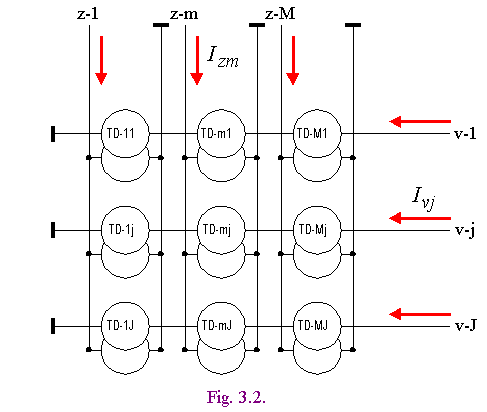 z-1 z-m z-M
I_zm
TD-11 TD-m1 TD-M1
v-1
I_vj
TD-1j TD-mj TD-Mj
v-j
TD-1J TD-mJ TD-MJ
v-J
Fig. 3.2.